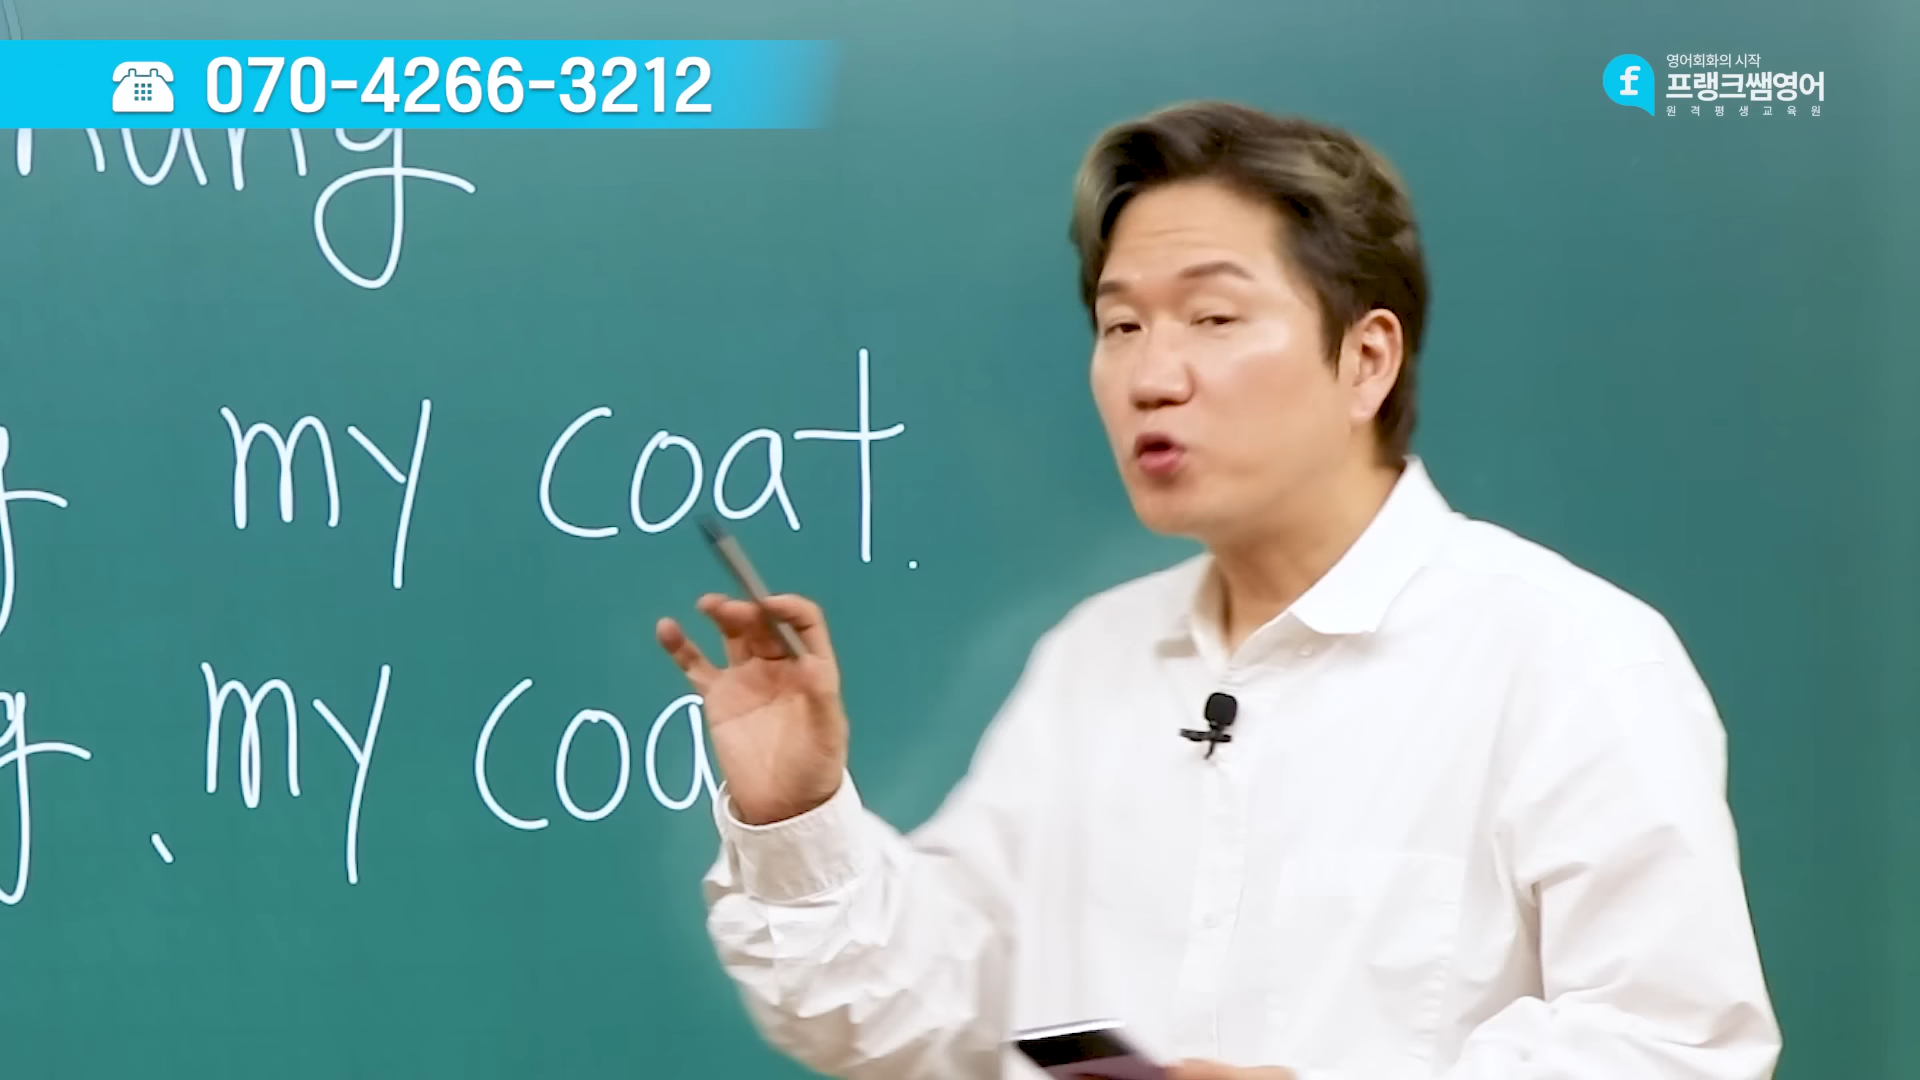 070-4266-3212
영어회화의 시작
프랭크쌤영어
원격평생교육원
my coat.
my coa